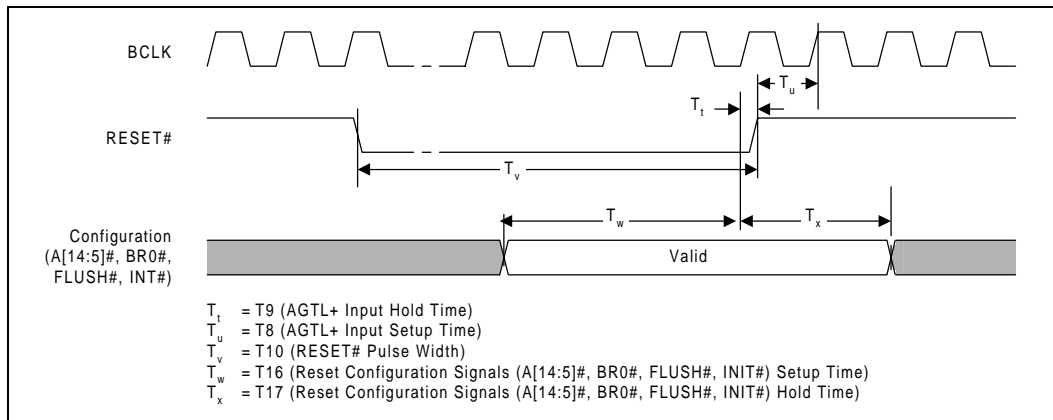 BCLK
T_u
T_t
RESET#
T_v
T_w
T_x
Configuration
(A[14:5]#, BR0#,
FLUSH#, INT#)
Valid
T_t = T9 (AGTL+ Input Hold Time)
T_u = T8 (AGTL+ Input Setup Time)
T_v = T10 (RESET# Pulse Width)
T_w = T16 (Reset Configuration Signals (A[14:5]#, BR0#, FLUSH#, INIT#) Setup Time)
T_x = T17 (Reset Configuration Signals (A[14:5]#, BR0#, FLUSH#, INIT#) Hold Time)